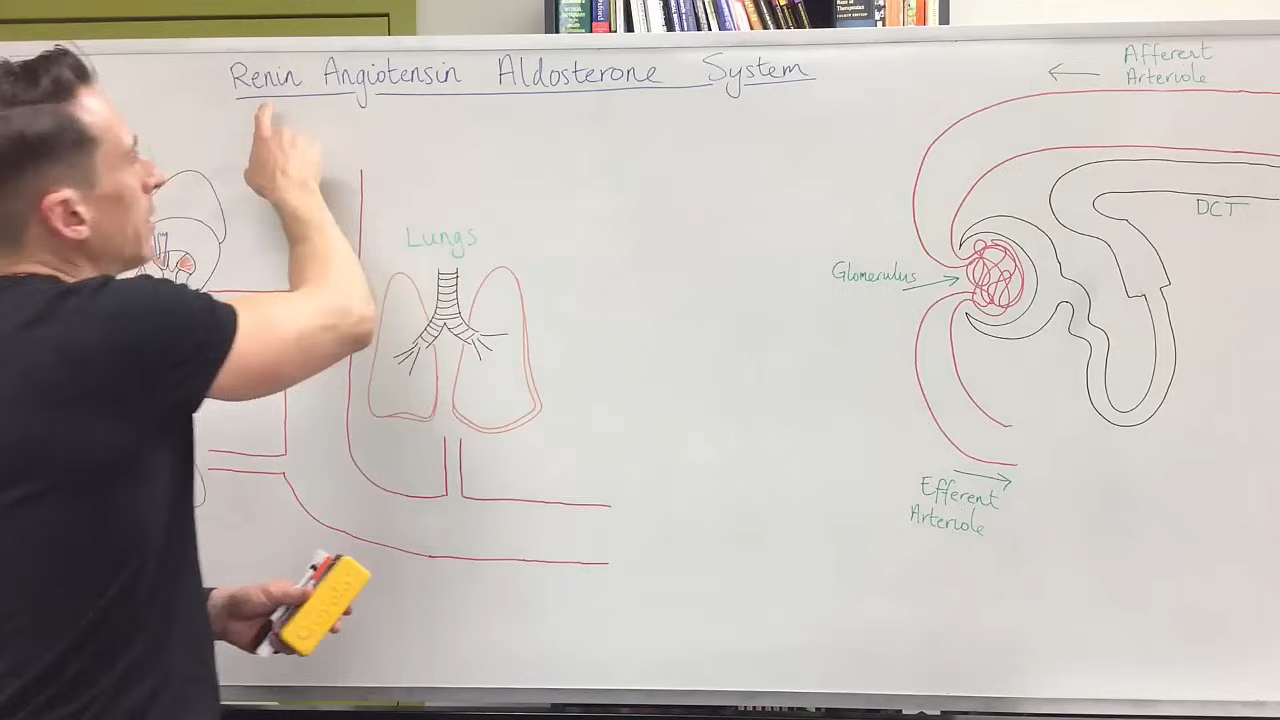 Renin Angiotensin Aldosterone System
Afferent
Arteriole
DCT
Lungs
Glomerulus
Efferent
Arteriole